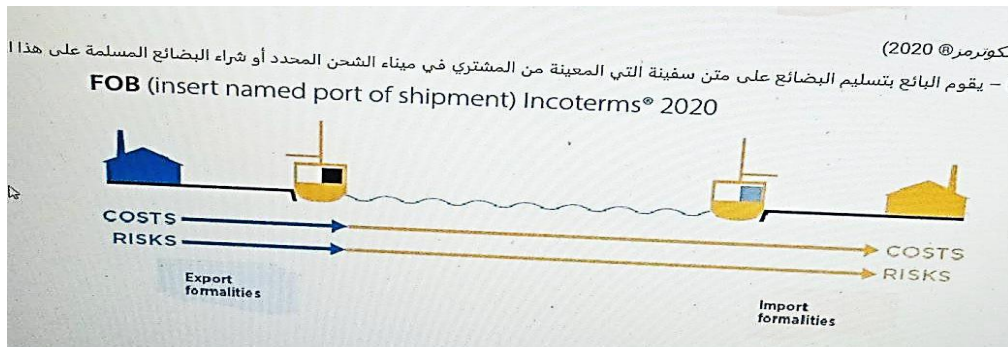 2020 ®)
– يقوم البائع بتسليم البضائع على متن سفينة التي المعينة من المشتري في ميناء الشحن المحدد أو شراء البضائع المسلمة على هذا
FOB (insert named port of shipment) Incoterms® 2020
COSTS
RISKS
COSTS
RISKS
Export
formalities
Import
formalities